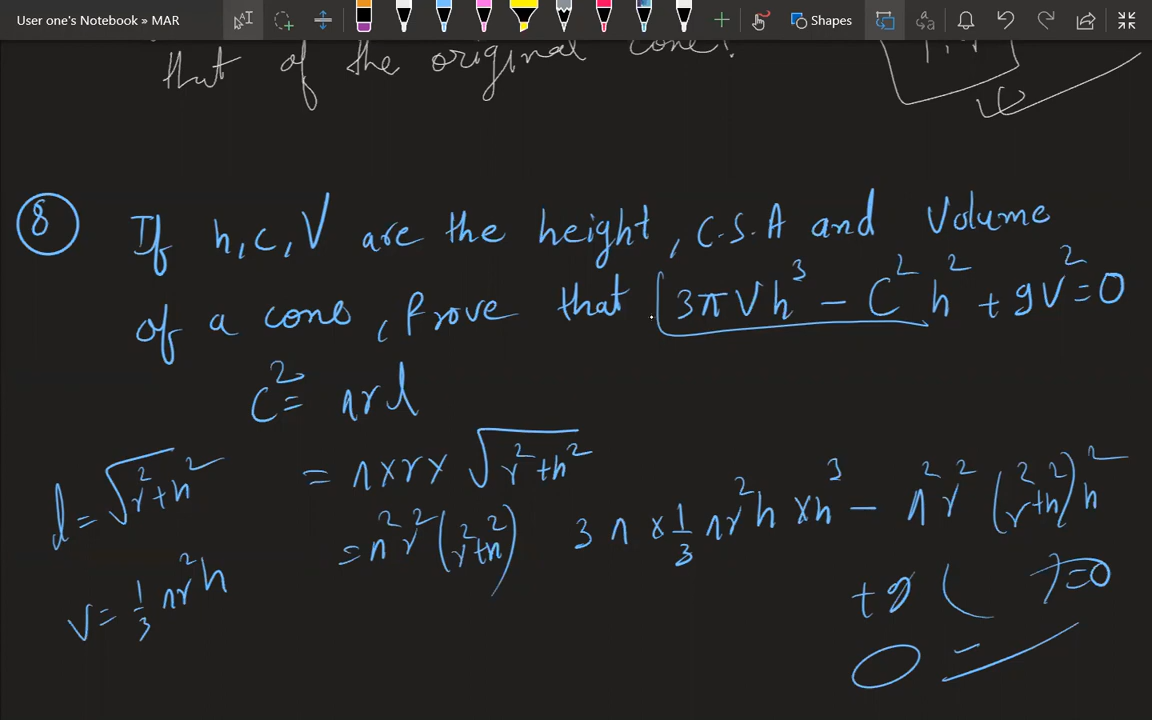 User one's Notebook » MAR
Shapes
that of the original cone?
⑧ If h, c, V are the height, C.S.A and Volume
of a cone, Prove that 3πVh³ - C²h² + 9V² = 0
C² = πrl
l = √(r²+h²)
= π×r× √(r²+h²)
= π²r²(r²+h²)
V = 1/3 πr²h
3π × 1/3 πr²h × h³ - π²r²(r²+h²)h²
+ 9 ( ) = 0
0 =